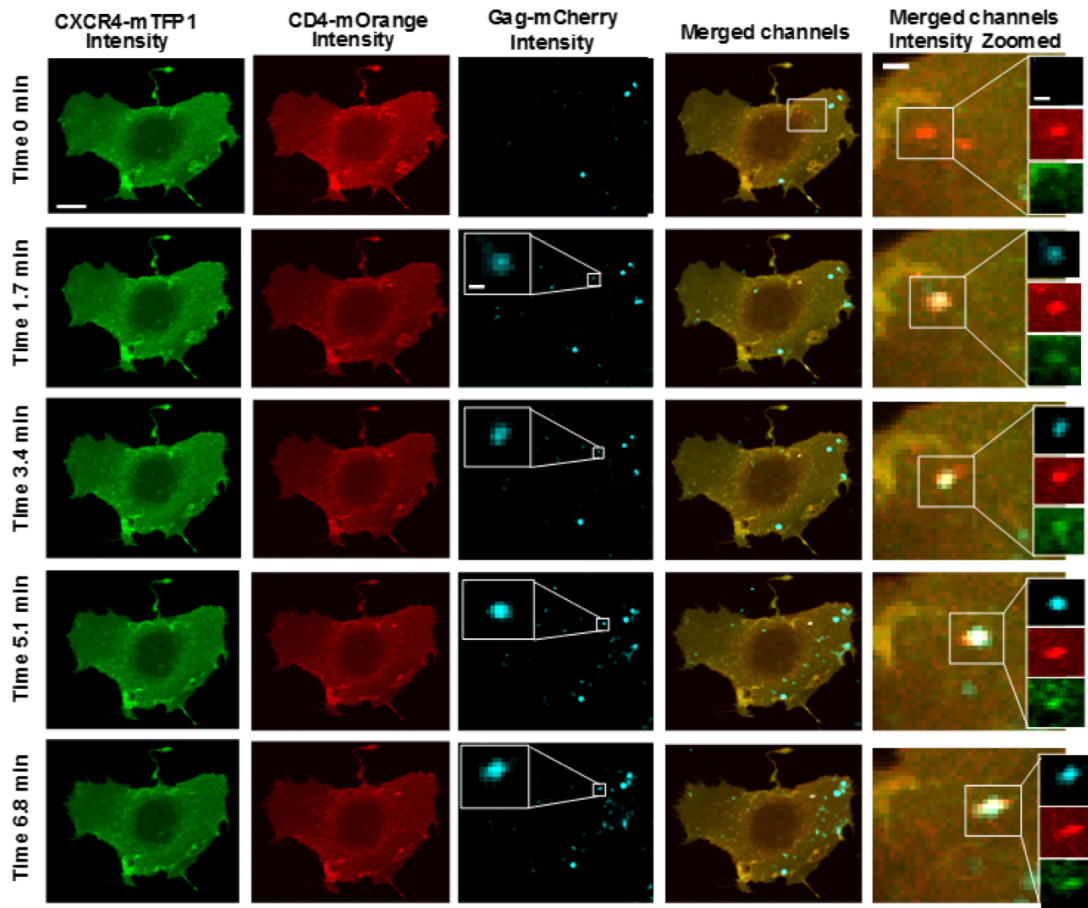 CXCR4-mTFP1
Intensity
CD4-mOrange
Intensity
Gag-mCherry
Intensity
Merged channels
Merged channels
Intensity Zoomed
Time 0 min
Time 1.7 min
Time 3.4 min
Time 5.1 min
Time 6.8 min